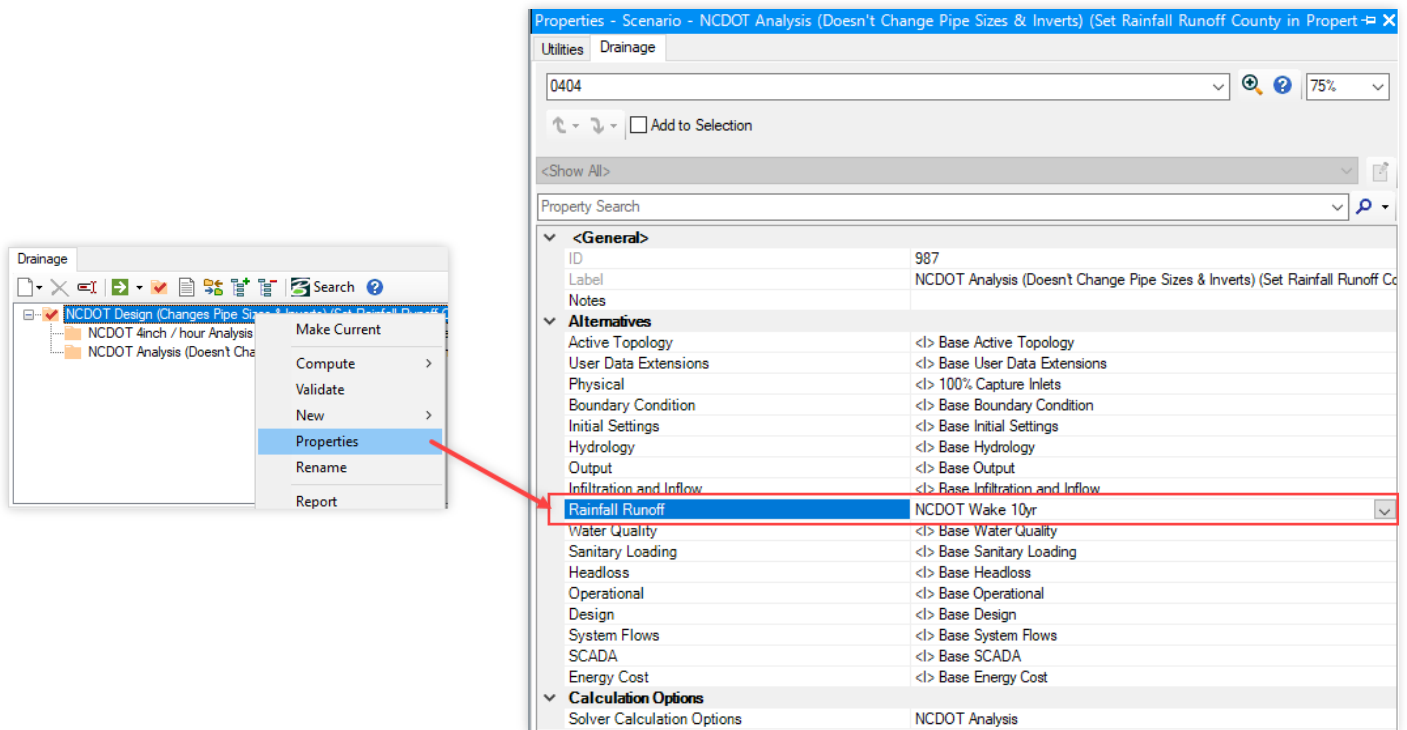 Drainage
Search
NCDOT Design (Changes Pipe Sizes & Inverts) (Set Rainfall Runoff C
NCDOT 4inch / hour Analysis
NCDOT Analysis (Doesn't Cha
Make Current
Compute
Validate
New
Properties
Rename
Report
Properties - Scenario - NCDOT Analysis (Doesn't Change Pipe Sizes & Inverts) (Set Rainfall Runoff County in Propert
Utilities Drainage
0404 75%
Add to Selection
<Show All>
Property Search
<General>
ID 987
Label NCDOT Analysis (Doesn't Change Pipe Sizes & Inverts) (Set Rainfall Runoff Co
Notes
Alternatives
Active Topology <I> Base Active Topology
User Data Extensions <I> Base User Data Extensions
Physical <I> 100% Capture Inlets
Boundary Condition <I> Base Boundary Condition
Initial Settings <I> Base Initial Settings
Hydrology <I> Base Hydrology
Output <I> Base Output
Infiltration and Inflow <I> Base Infiltration and Inflow
Rainfall Runoff NCDOT Wake 10yr
Water Quality <I> Base Water Quality
Sanitary Loading <I> Base Sanitary Loading
Headloss <I> Base Headloss
Operational <I> Base Operational
Design <I> Base Design
System Flows <I> Base System Flows
SCADA <I> Base SCADA
Energy Cost <I> Base Energy Cost
Calculation Options
Solver Calculation Options NCDOT Analysis